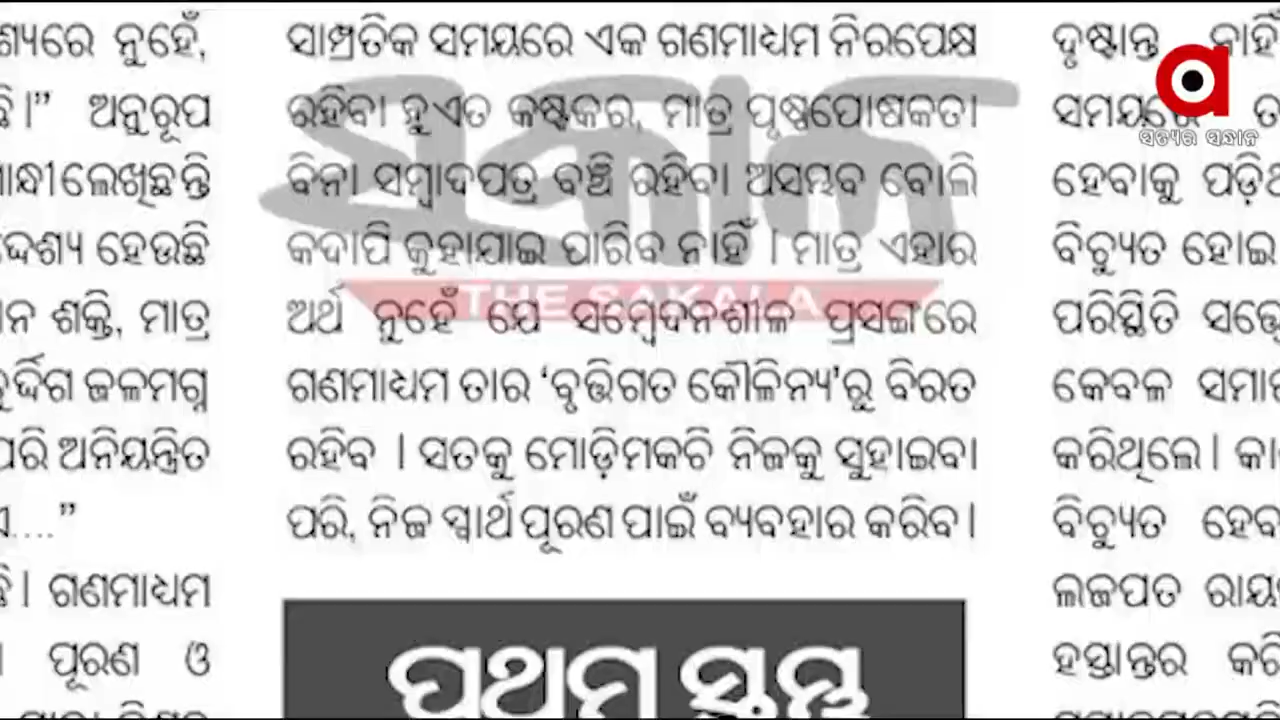 ଶ୍ୟରେ ନୁହେଁ,
ଛି।” ଅନୁରୂପ
ାନ୍ଧୀ ଲେଖିଛନ୍ତି
ଦ୍ଦେଶ୍ୟ ହେଉଛି
ାନ ଶକ୍ତି, ମାତ୍ର
ତୁର୍ଦ୍ଦିଗ ଜଳମଗ୍ନ
ପରି ଅନିୟନ୍ତ୍ରିତ
ଏ....”
ଛି। ଗଣମାଧ୍ୟମ
ପୂରଣ ଓ
ସାମ୍ପ୍ରତିକ ସମୟରେ ଏକ ଗଣମାଧ୍ୟମ ନିରପେକ୍ଷ
ରହିବା ହୁଏତ କଷ୍ଟକର, ମାତ୍ର ପୃଷ୍ଠପୋଷକତା
ବିନା ସମ୍ବାଦପତ୍ର ବଞ୍ଚି ରହିବା ଅସମ୍ଭବ ବୋଲି
କଦାପି କୁହାଯାଇ ପାରିବ ନାହିଁ । ମାତ୍ର ଏହାର
ଅର୍ଥ ନୁହେଁ ଯେ ସମ୍ବେଦନଶୀଳ ପ୍ରସଙ୍ଗରେ
ଗଣମାଧ୍ୟମ ତାର ‘ବୃତ୍ତିଗତ କୌଳିନ୍ୟ’ରୁ ବିରତ
ରହିବ । ସତକୁ ମୋଡ଼ିମକଚି ନିଜକୁ ସୁହାଇବା
ପରି, ନିଜ ସ୍ୱାର୍ଥ ପୂରଣ ପାଇଁ ବ୍ୟବହାର କରିବ।
ସକାଳ
THE SAKALA
ପ୍ରଥମ ସ୍ତମ୍ଭ
ଦୃଷ୍ଟାନ୍ତ ନାହିଁ
ସମୟରେ ତ
ହେବାକୁ ପଡ଼ିଥ
ବିଚ୍ୟୁତ ହୋଇ
ପରିସ୍ଥିତି ସତ୍ତ୍ୱେ
କେବଳ ସମା
କରିଥିଲେ। କା
ବିଚ୍ୟୁତ ହେବ
ଲଜପତ ରାୟ
ହସ୍ତାନ୍ତର କରି
ସତ୍ୟର ସନ୍ଧାନ